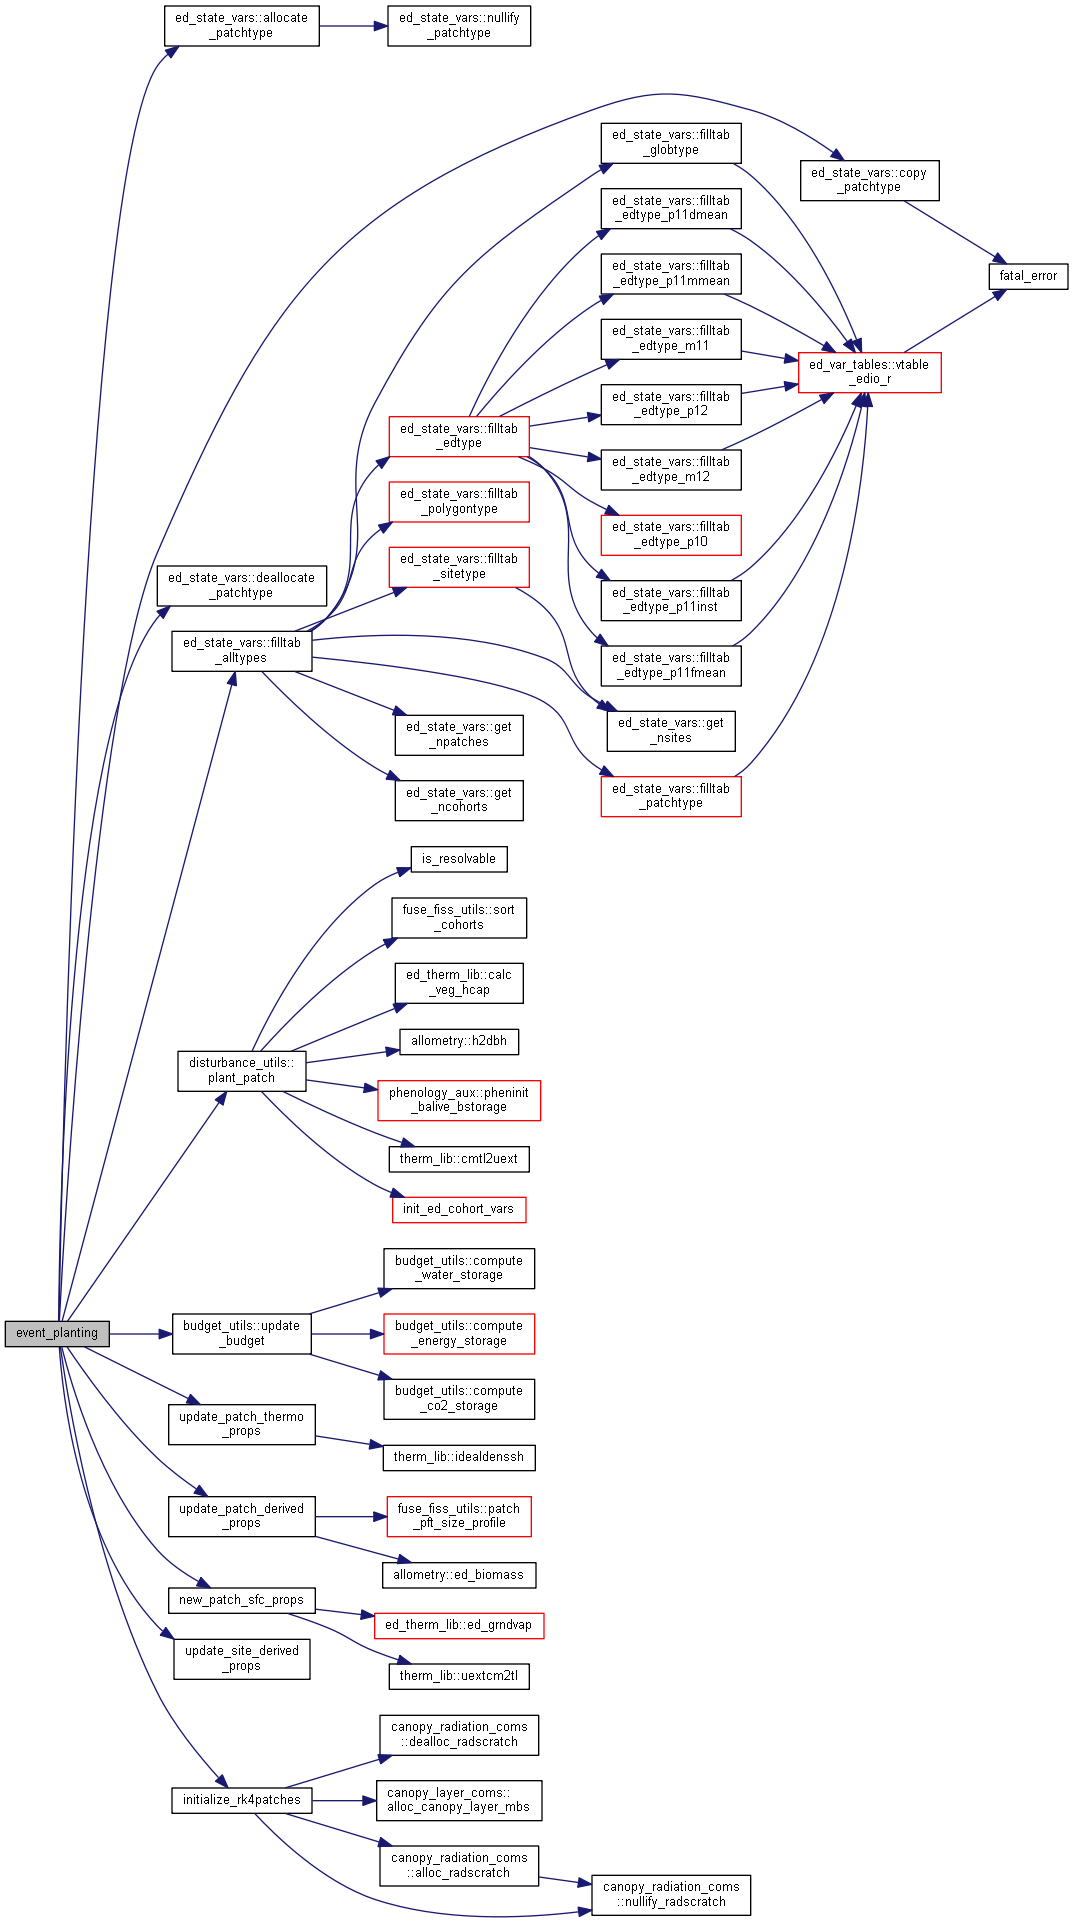 ed_state_vars::allocate
_patchtype
ed_state_vars::nullify
_patchtype
ed_state_vars::filltab
_globtype
ed_state_vars::copy
_patchtype
ed_state_vars::filltab
_edtype_p11dmean
ed_state_vars::filltab
_edtype_p11mmean
fatal_error
ed_state_vars::filltab
_edtype_m11
ed_var_tables::vtable
_edio_r
ed_state_vars::filltab
_edtype_p12
ed_state_vars::filltab
_edtype
ed_state_vars::filltab
_edtype_m12
ed_state_vars::filltab
_polygontype
ed_state_vars::filltab
_edtype_p10
ed_state_vars::filltab
_sitetype
ed_state_vars::deallocate
_patchtype
ed_state_vars::filltab
_edtype_p11inst
ed_state_vars::filltab
_alltypes
ed_state_vars::filltab
_edtype_p11fmean
ed_state_vars::get
_npatches
ed_state_vars::get
_nsites
ed_state_vars::get
_ncohorts
ed_state_vars::filltab
_patchtype
is_resolvable
fuse_fiss_utils::sort
_cohorts
ed_therm_lib::calc
_veg_hcap
allometry::h2dbh
disturbance_utils::
plant_patch
phenology_aux::pheninit
_balive_bstorage
therm_lib::cmtl2uext
init_ed_cohort_vars
budget_utils::compute
_water_storage
event_planting
budget_utils::update
_budget
budget_utils::compute
_energy_storage
budget_utils::compute
_co2_storage
update_patch_thermo
_props
therm_lib::idealdenssh
update_patch_derived
_props
fuse_fiss_utils::patch
_pft_size_profile
allometry::ed_biomass
new_patch_sfc_props
ed_therm_lib::ed_grndvap
update_site_derived
_props
therm_lib::uextcm2tl
canopy_radiation_coms
::dealloc_radscratch
initialize_rk4patches
canopy_layer_coms::
alloc_canopy_layer_mbs
canopy_radiation_coms
::alloc_radscratch
canopy_radiation_coms
::nullify_radscratch